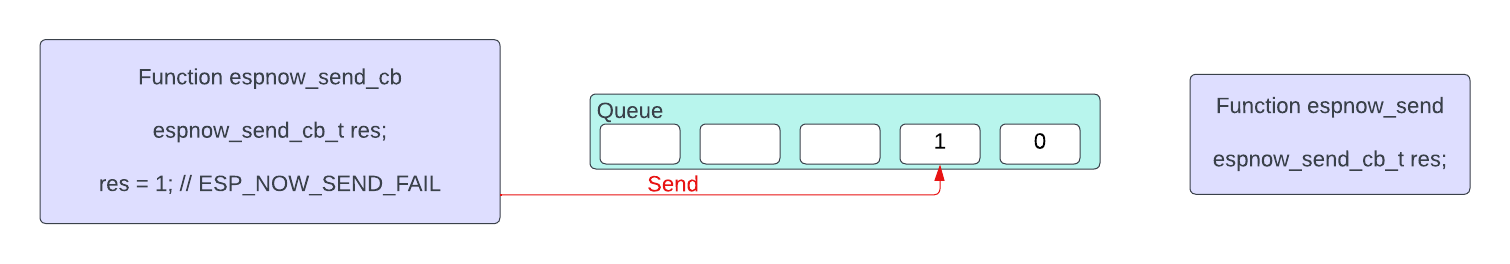 Function espnow_send_cb
espnow_send_cb_t res;
res = 1; // ESP_NOW_SEND_FAIL
Queue
1
0
Send
Function espnow_send
espnow_send_cb_t res;